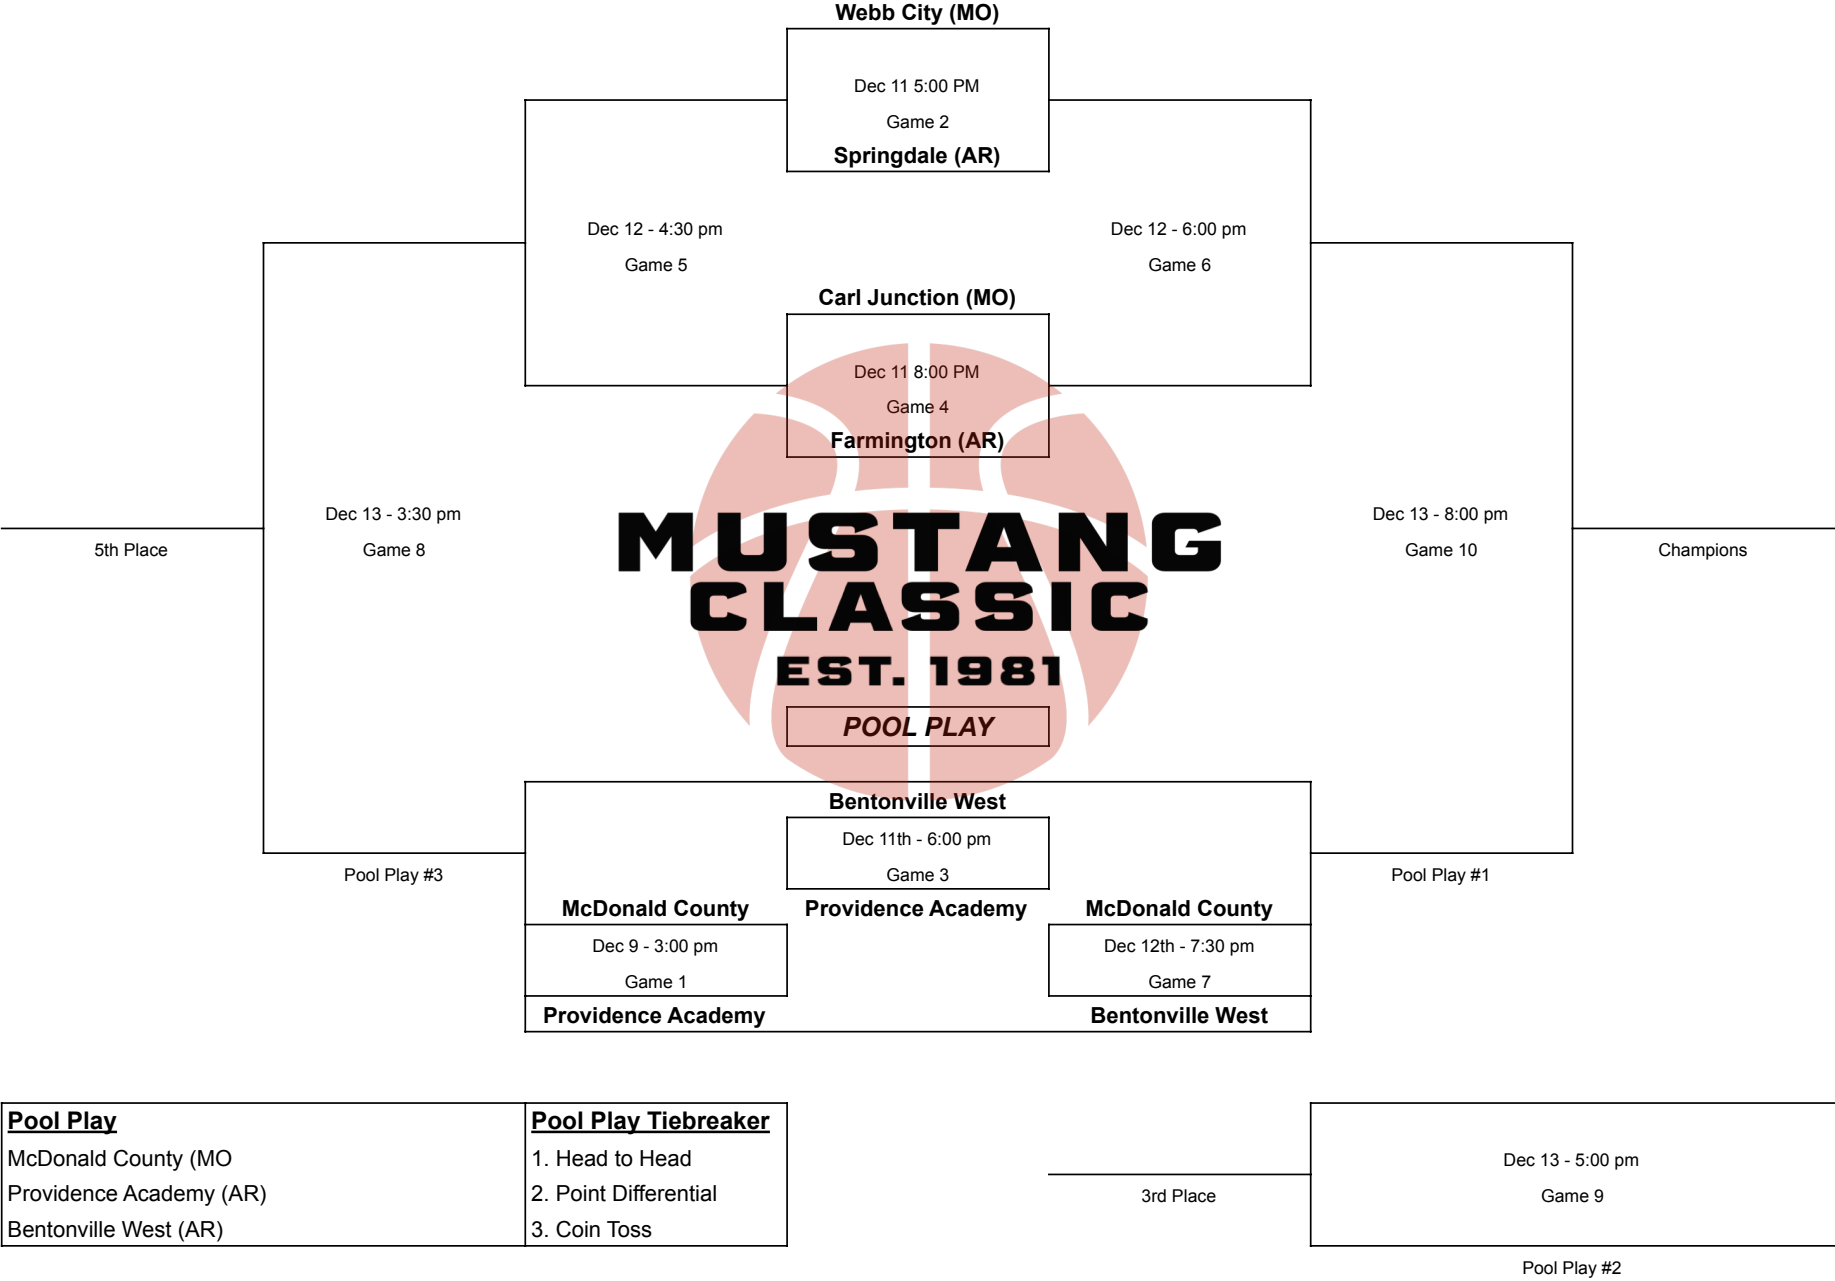 Webb City (MO)
Dec 11 5:00 PM
Game 2
Springdale (AR)
Dec 12 - 4:30 pm
Game 5
Dec 12 - 6:00 pm
Game 6
Carl Junction (MO)
Dec 11 8:00 PM
Game 4
Farmington (AR)
Dec 13 - 3:30 pm
Game 8
5th Place
Dec 13 - 8:00 pm
Game 10
Champions
MUSTANG
CLASSIC
EST. 1981
POOL PLAY
Bentonville West
Dec 11th - 6:00 pm
Game 3
Providence Academy
Pool Play #3
Pool Play #1
McDonald County
Dec 9 - 3:00 pm
Game 1
Providence Academy
McDonald County
Dec 12th - 7:30 pm
Game 7
Bentonville West
Pool Play
McDonald County (MO
Providence Academy (AR)
Bentonville West (AR)
Pool Play Tiebreaker
1. Head to Head
2. Point Differential
3. Coin Toss
3rd Place
Dec 13 - 5:00 pm
Game 9
Pool Play #2